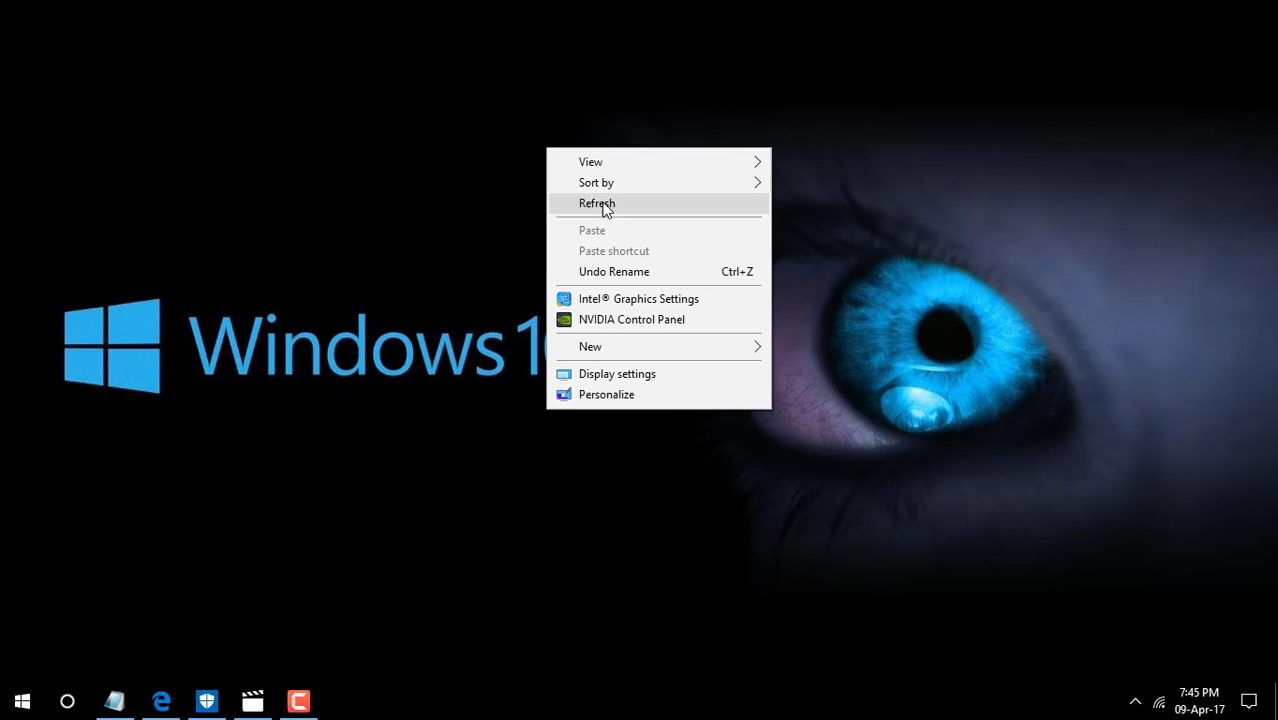 View
Sort by
Refresh
Paste
Paste shortcut
Undo Rename Ctrl+Z
Intel® Graphics Settings
NVIDIA Control Panel
New
Display settings
Personalize
Windows 1
7:45 PM
09-Apr-17